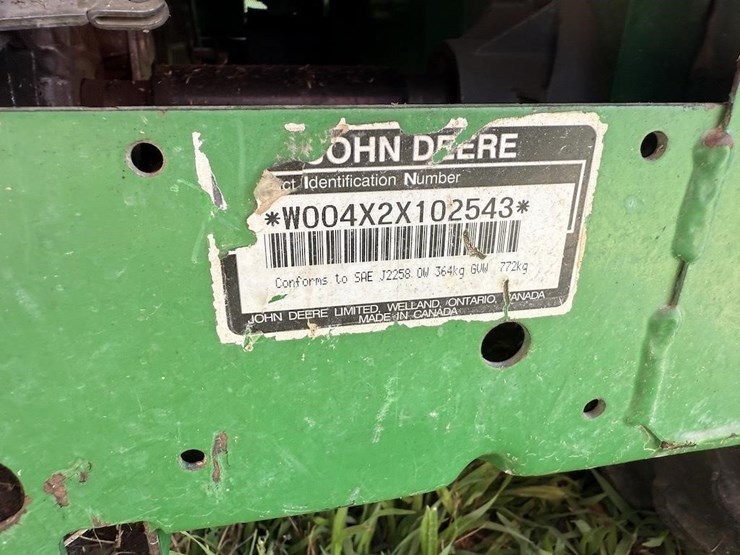 JOHN DEERE
ct Identification Number
*W004X2X102543*
Conforms to SAE J2258.OW 364kg GVW 772kg
JOHN DEERE LIMITED, WELLAND, ONTARIO, CANADA
MADE IN CANADA